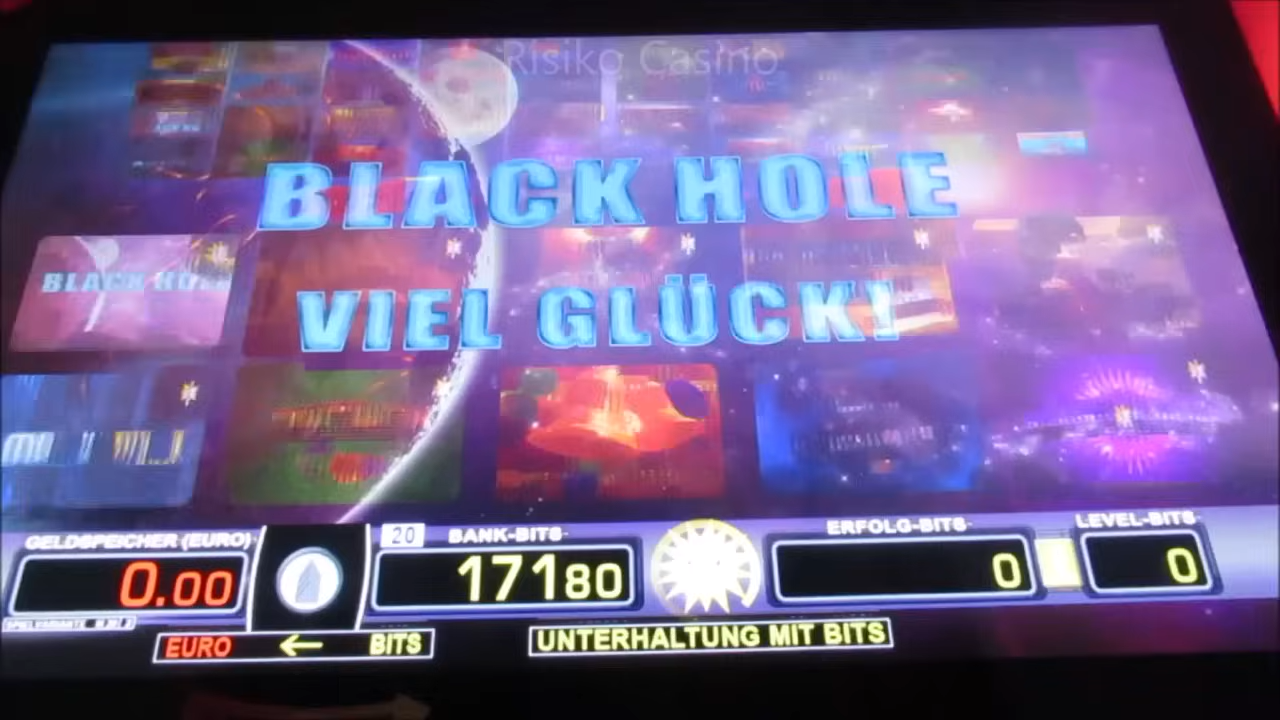 Risiko Casino
BLACK HOLE
VIEL GLÜCK!
BLACK HOLE
GELDSPEICHER (EURO)
0.00
20
BANK-BITS
17180
ERFOLG-BITS
0
LEVEL-BITS
0
EURO ← BITS
UNTERHALTUNG MIT BITS